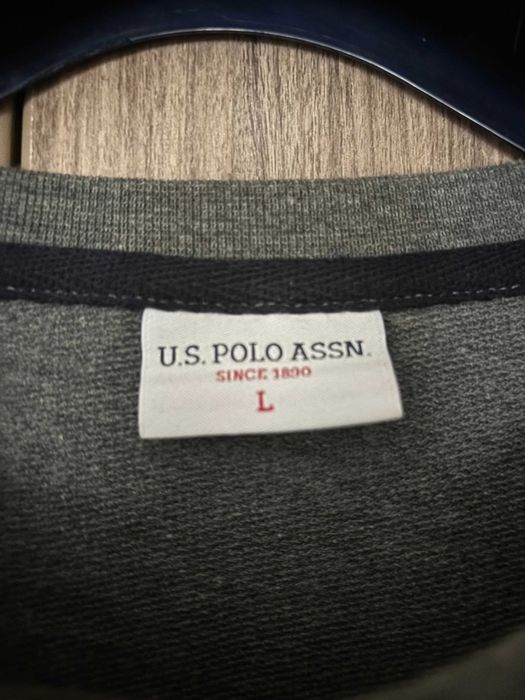 U.S. POLO ASSN.
SINCE 1890
L